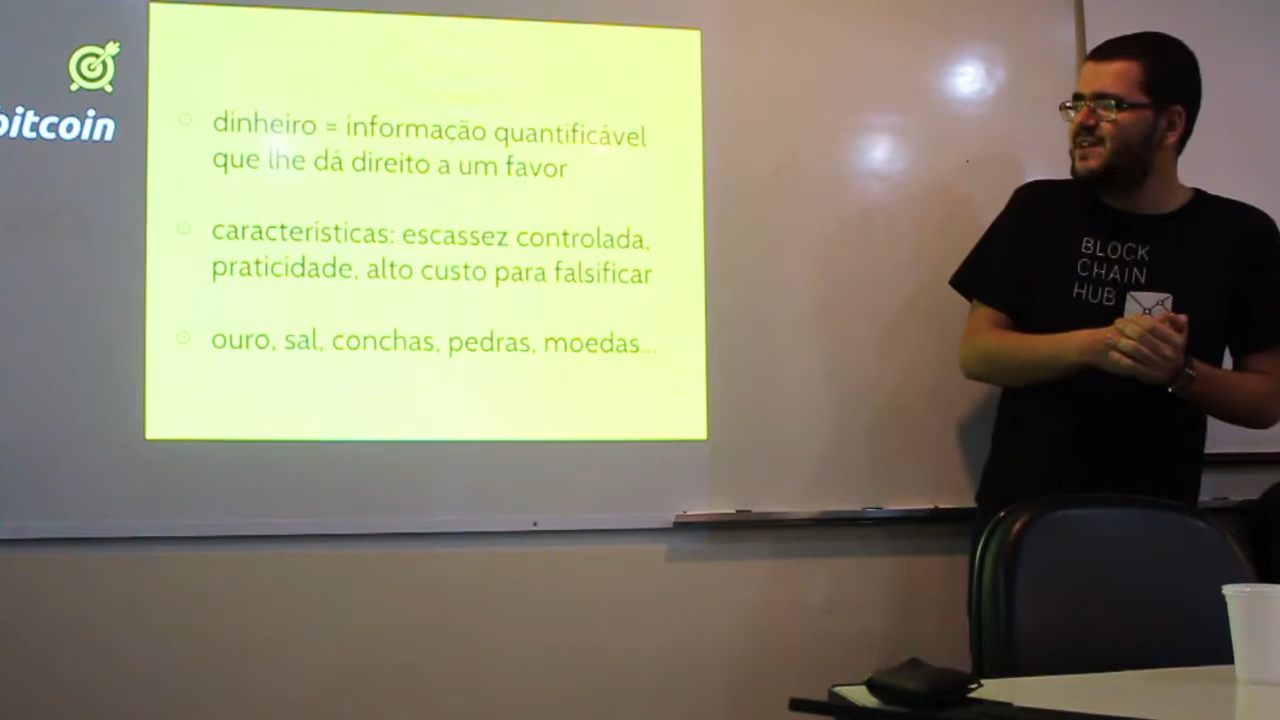 bitcoin
dinheiro = informação quantificável
que lhe dá direito a um favor
características: escassez controlada,
praticidade, alto custo para falsificar
ouro, sal, conchas, pedras, moedas...
BLOCK
CHAIN
HUB